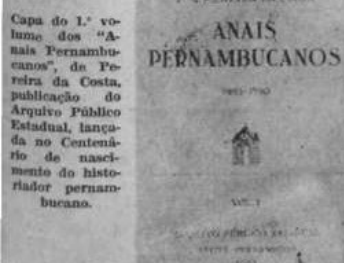 Capa do 1.º vo-
lume dos "A-
nais Pernambu-
canos", de Pe-
reira da Costa,
publicação do
Arquivo Público
Estadual, lança-
da no Centená-
rio de nasci-
mento do histo-
riador pernam-
bucano.
ANAIS
PERNAMBUCANOS
VOL. I